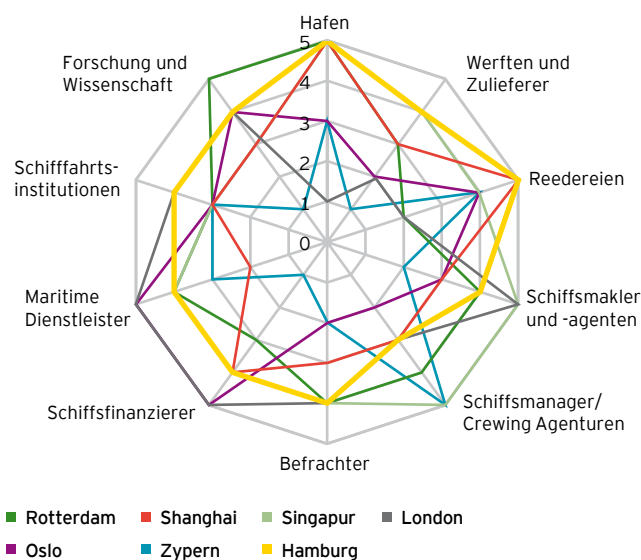 Hafen
Forschung und
Wissenschaft
Werften und
Zulieferer
5
4
3
2
1
0
Schifffahrts-
institutionen
Reedereien
Maritime
Dienstleister
Schiffsmakler
und -agenten
Schiffsfinanzierer
Schiffsmanager/
Crewing Agenturen
Befrachter
Rotterdam Shanghai Singapur London
Oslo Zypern Hamburg